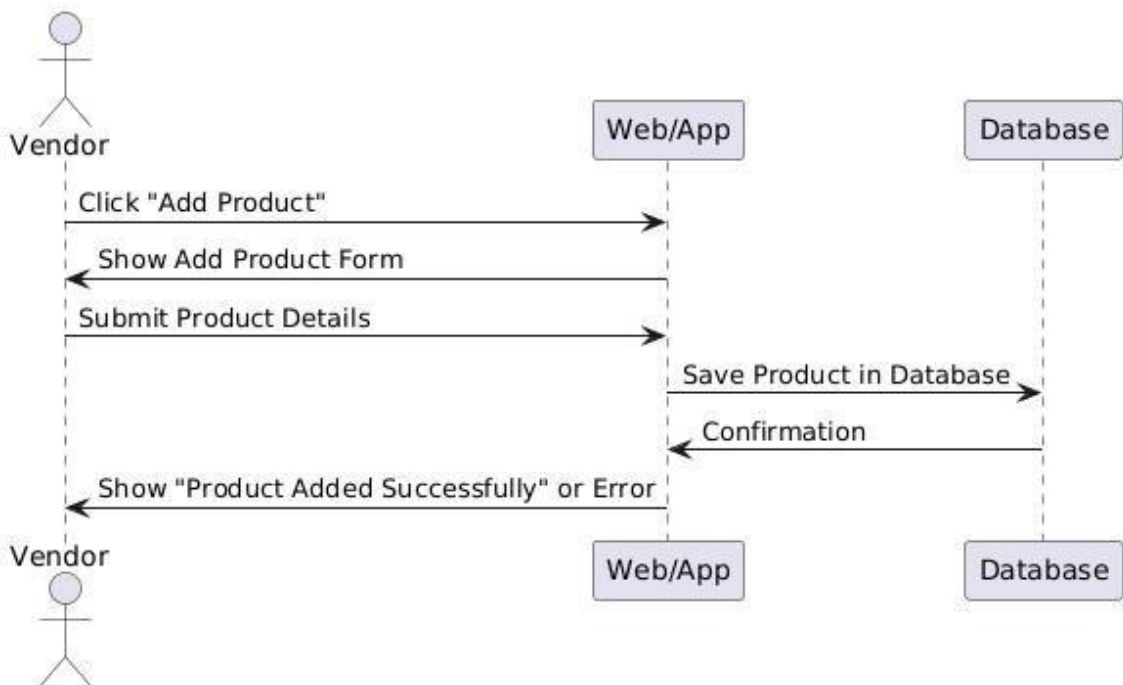 Vendor
Web/App
Database
Click "Add Product"
Show Add Product Form
Submit Product Details
Save Product in Database
Confirmation
Show "Product Added Successfully" or Error
Vendor
Web/App
Database